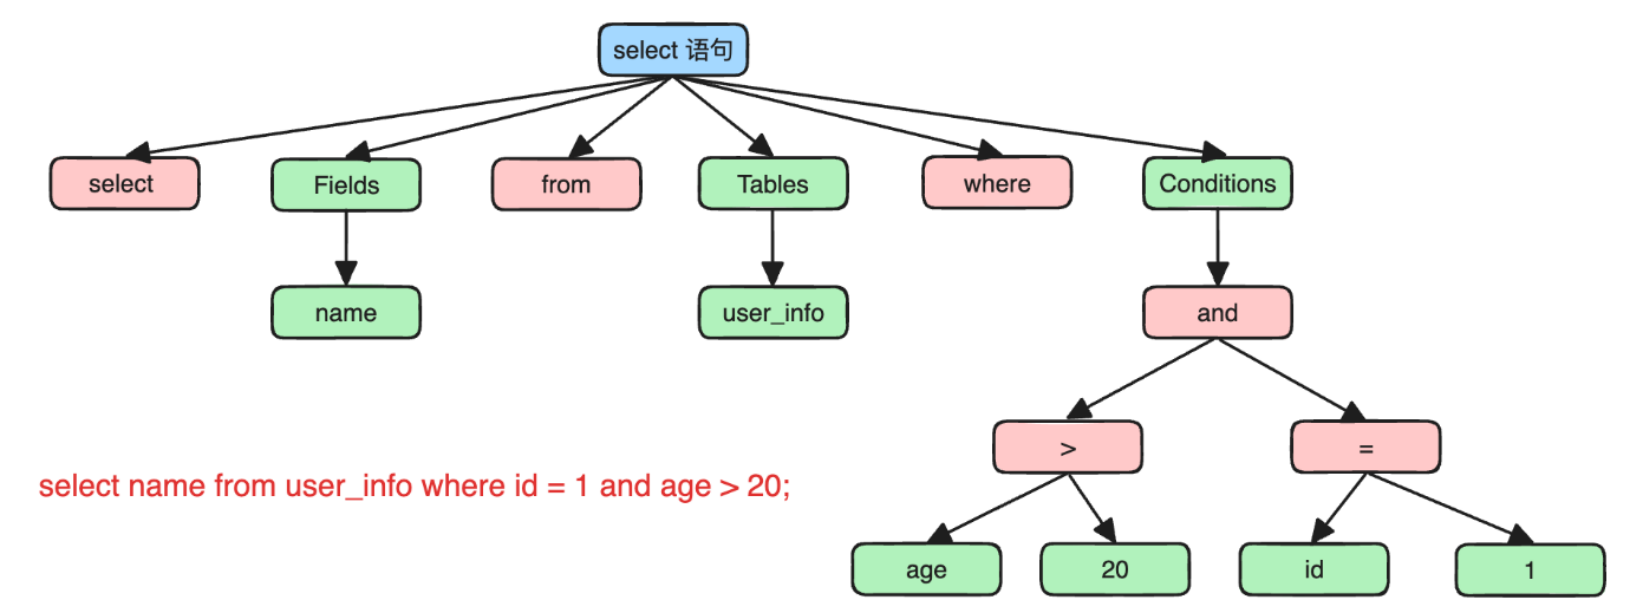 select 语句
select
Fields
from
Tables
where
Conditions
name
user_info
and
>
=
select name from user_info where id = 1 and age > 20;
age
20
id
1